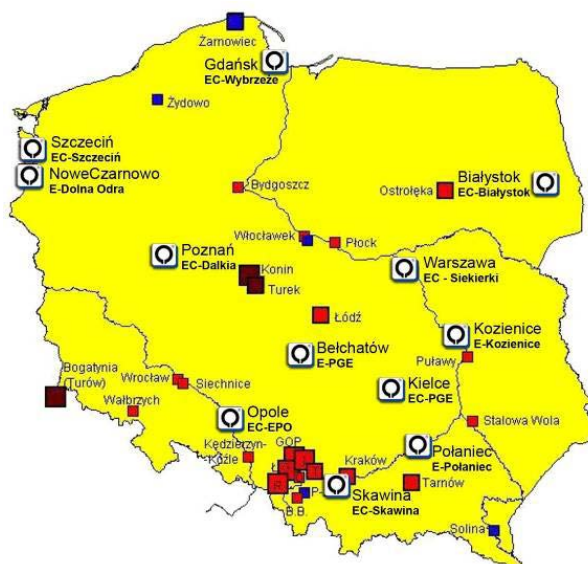 Żarnowiec
Gdańsk
EC-Wybrzeże
Żydowo
Szczeciń
EC-Szczeciń
NoweCzarnowo
E-Dolna Odra
Bydgoszcz
Ostrołęka
Białystok
EC-Białystok
Włocławek
Płock
Poznań
EC-Dalkia
Konin
Turek
Warszawa
EC - Siekierki
Łódź
Kozienice
E-Kozienice
Bełchatów
E-PGE
Puławy
Bogatynia
(Turów)
Wrocław
Siechnice
Wałbrzych
Kielce
EC-PGE
Opole
EC-EPO
Stalowa Wola
Kędzierzyn-
Koźle
GOP
Połaniec
E-Połaniec
Kraków
Tarnów
Skawina
EC-Skawina
B.B.
Solina